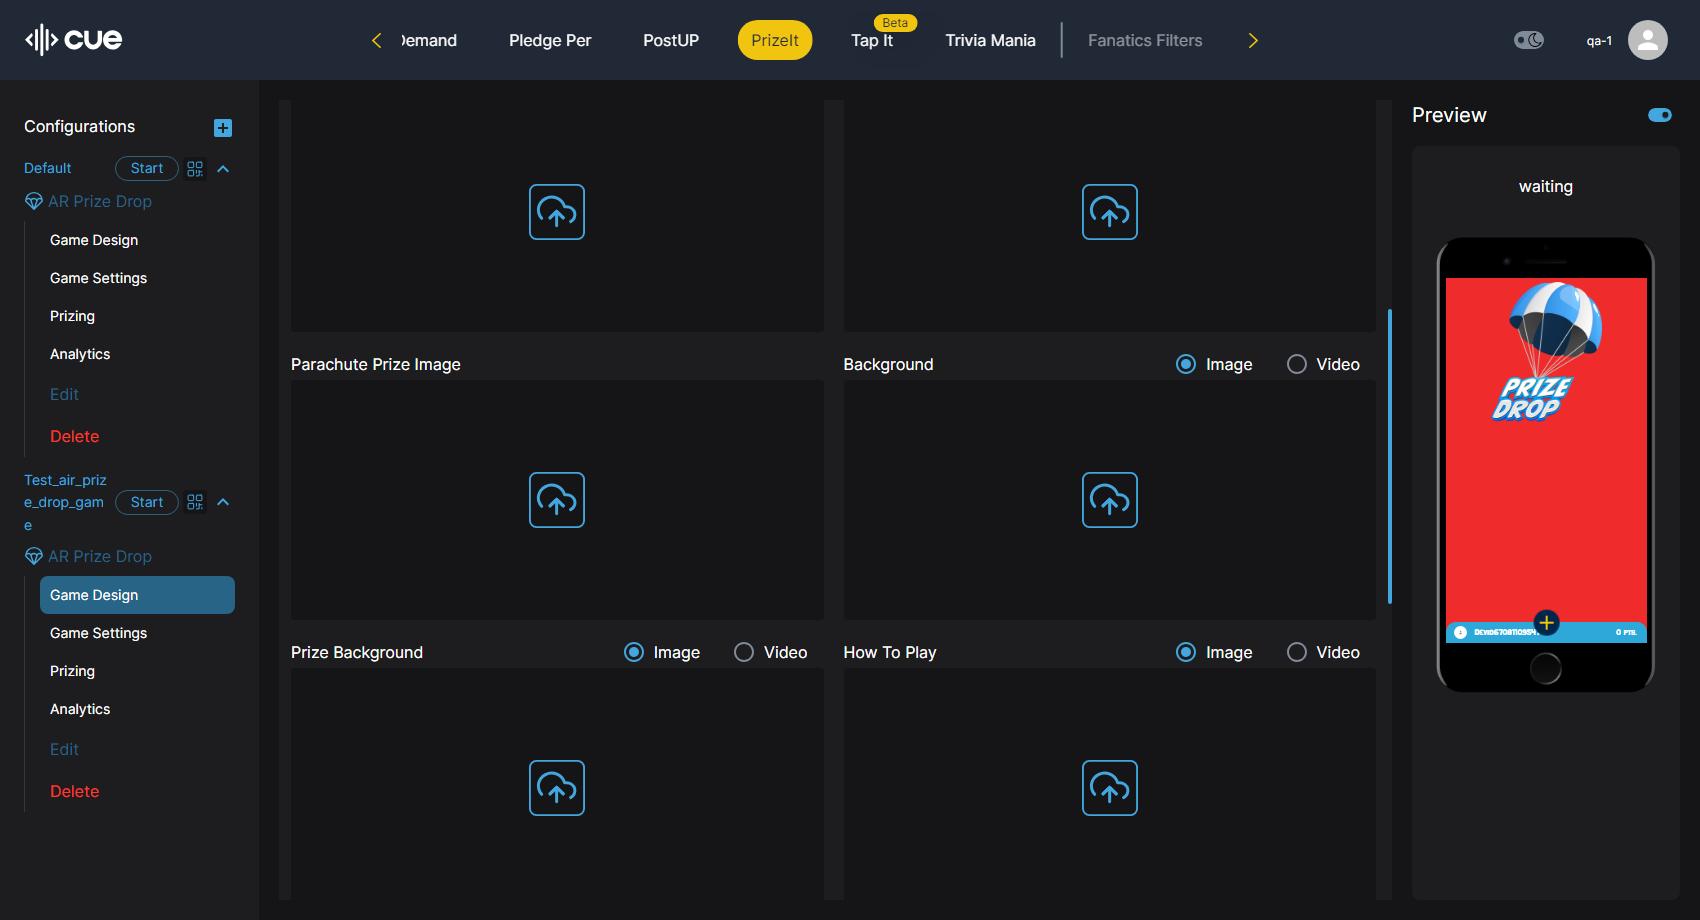 cue
Demand
Pledge Per
PostUP
PrizeIt
Beta
Tap It
Trivia Mania
Fanatics Filters
qa-1
Configurations
Default
Start
AR Prize Drop
Game Design
Game Settings
Prizing
Analytics
Edit
Delete
Test_air_priz
e_drop_gam
e
Start
AR Prize Drop
Game Design
Game Settings
Prizing
Analytics
Edit
Delete
Parachute Prize Image
Background
Image
Video
Prize Background
Image
Video
How To Play
Image
Video
Preview
waiting
PRIZE
DROP
0 PTS.